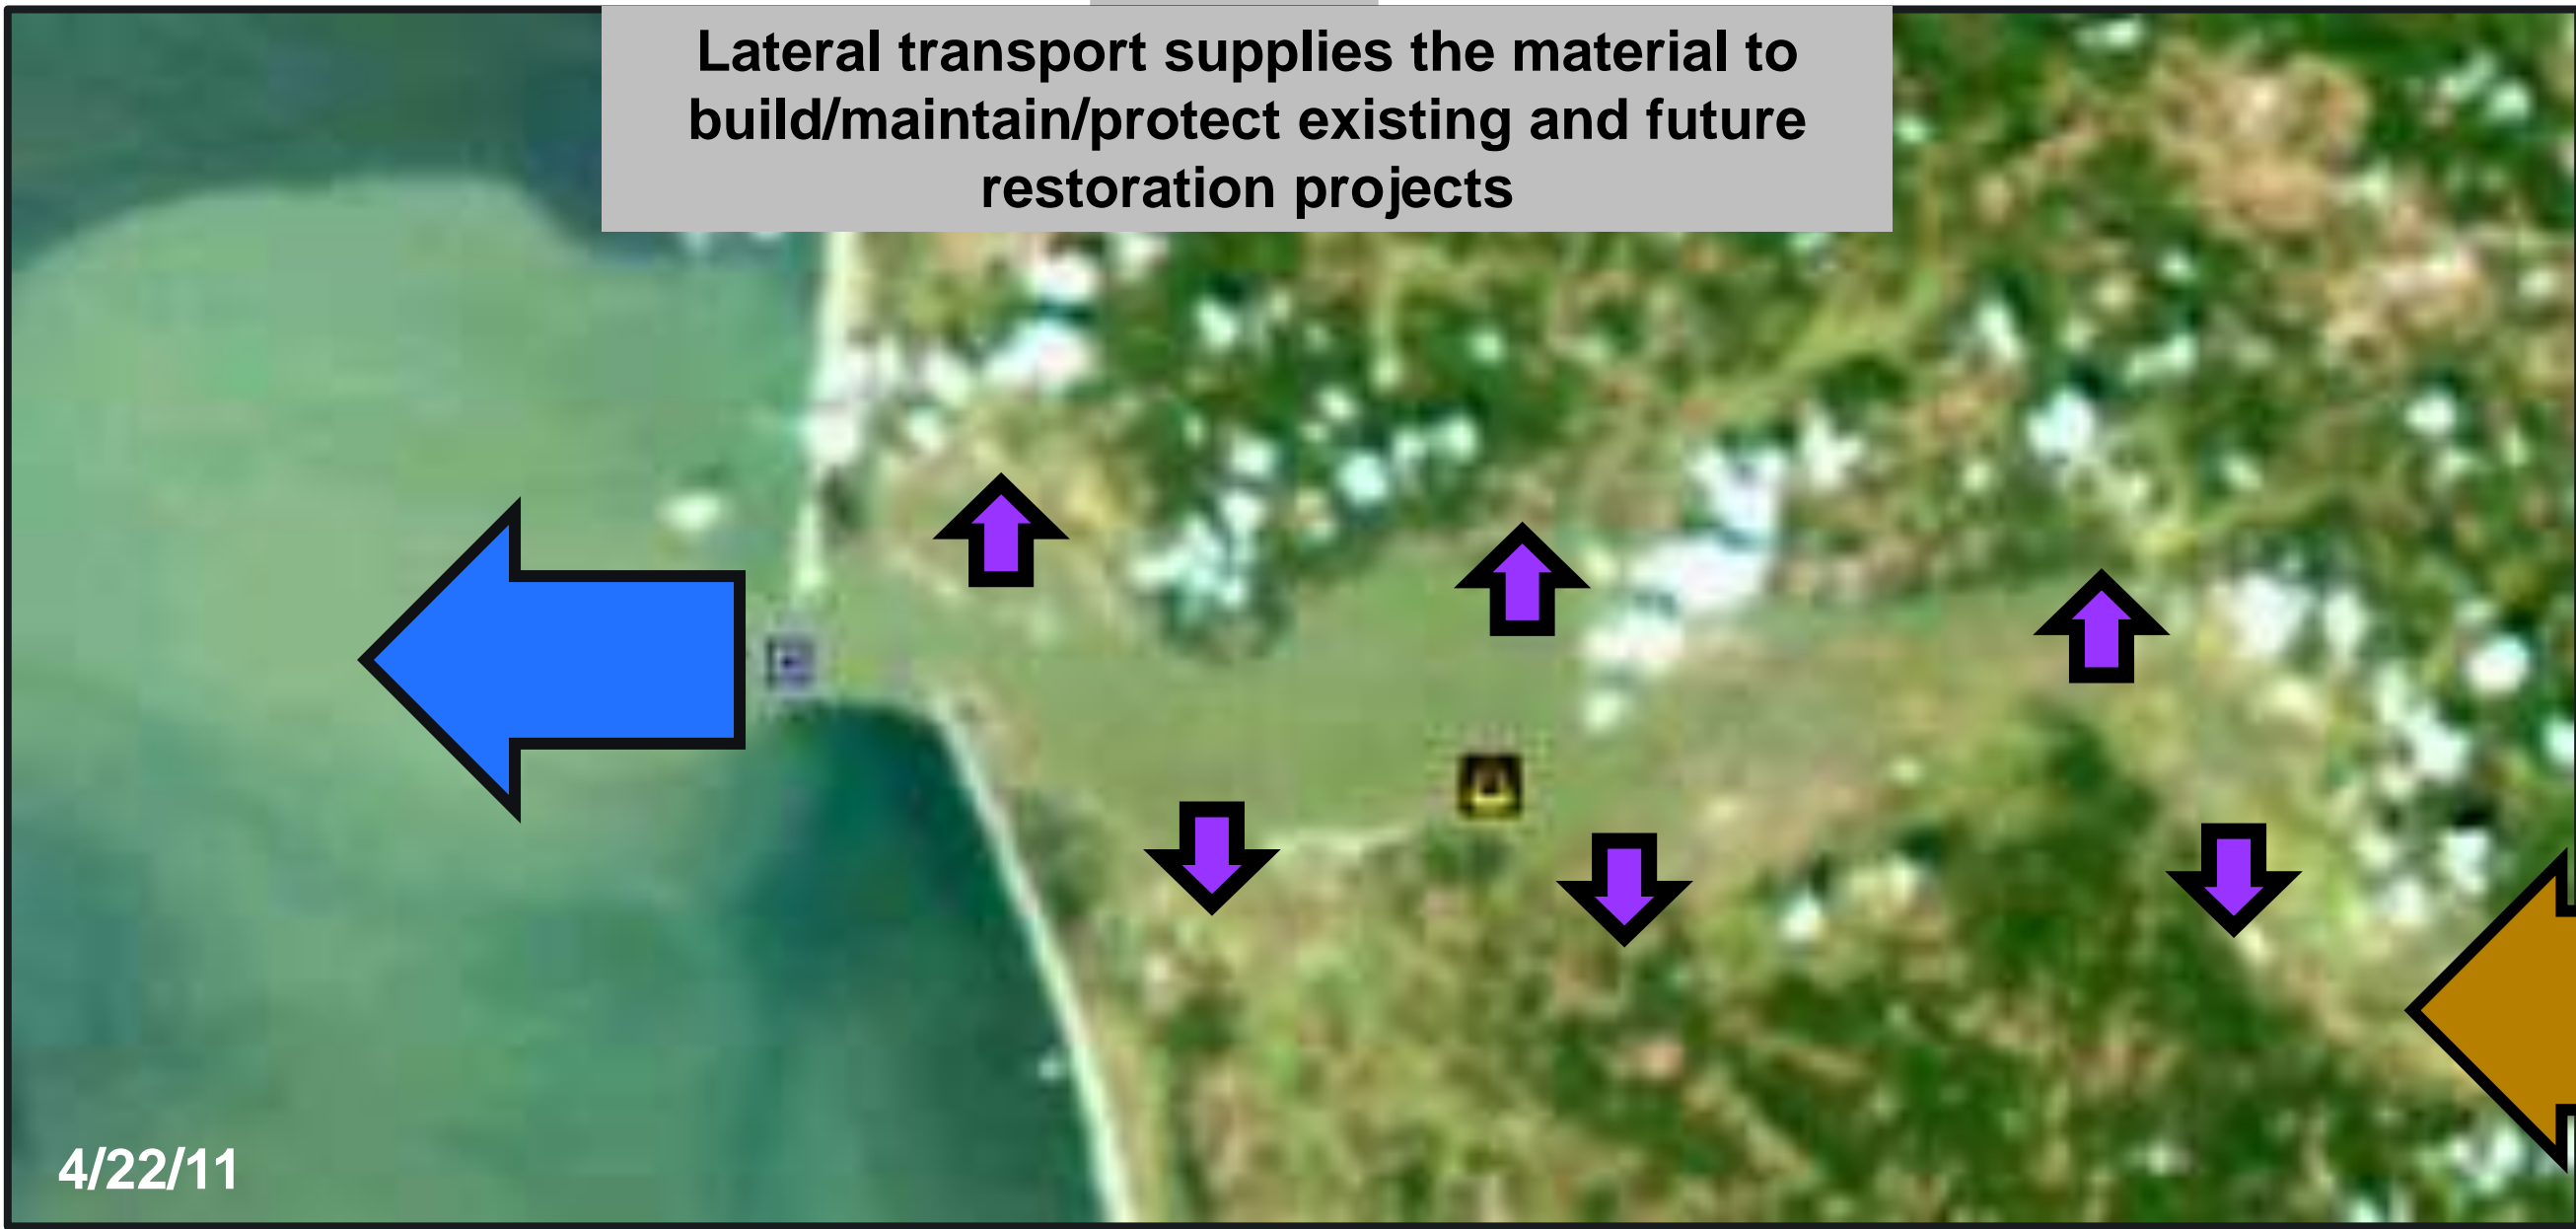 Lateral transport supplies the material to
build/maintain/protect existing and future
restoration projects
4/22/11